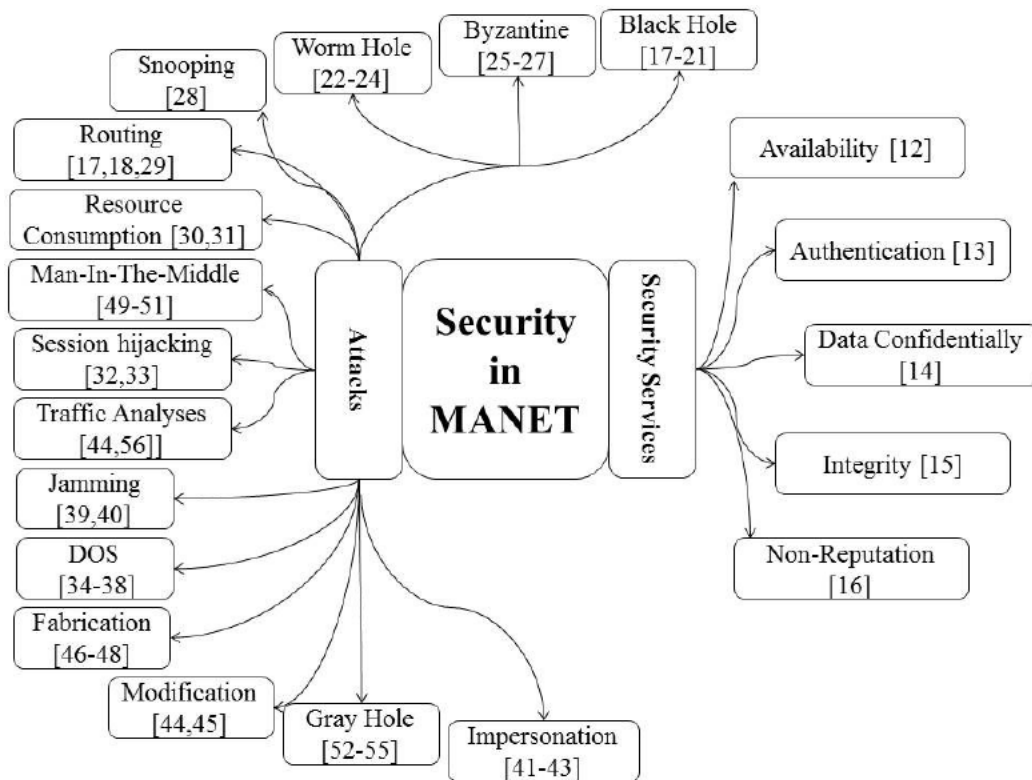 Black Hole
[17-21]
Byzantine
[25-27]
Worm Hole
[22-24]
Snooping
[28]
Routing
[17,18,29]
Resource
Consumption [30,31]
Man-In-The-Middle
[49-51]
Session hijacking
[32,33]
Traffic Analyses
[44,56]]
Jamming
[39,40]
DOS
[34-38]
Fabrication
[46-48]
Modification
[44,45]
Gray Hole
[52-55]
Impersonation
[41-43]
Attacks
Security
in
MANET
Security Services
Availability [12]
Authentication [13]
Data Confidentially
[14]
Integrity [15]
Non-Reputation
[16]